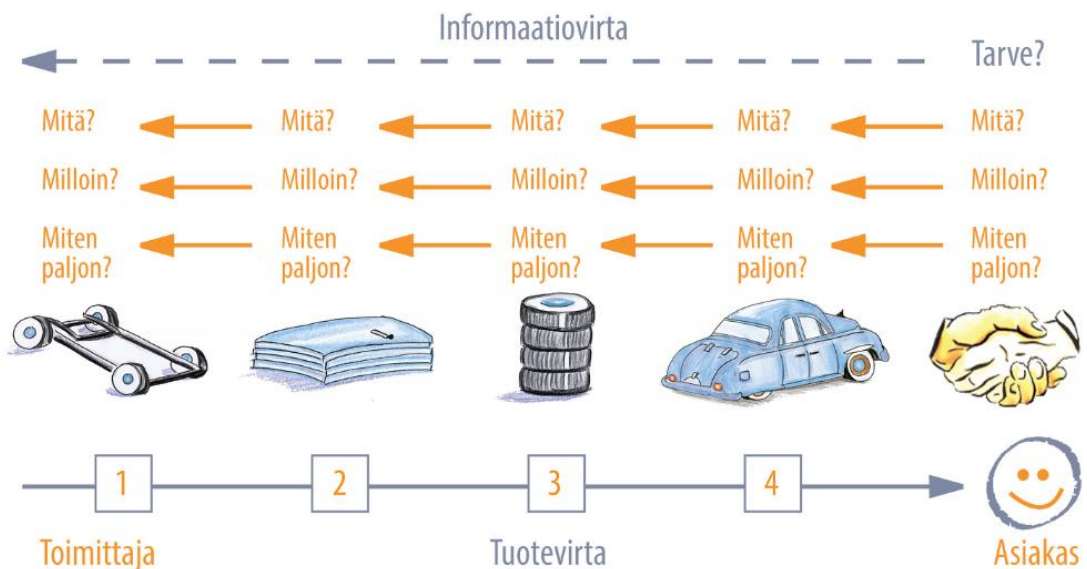 Informaatiovirta
Tarve?
Mitä? Mitä? Mitä? Mitä? Mitä?
Milloin? Milloin? Milloin? Milloin? Milloin?
Miten Miten Miten Miten Miten
paljon? paljon? paljon? paljon? paljon?
1 2 3 4
Toimittaja Tuotevirta Asiakas